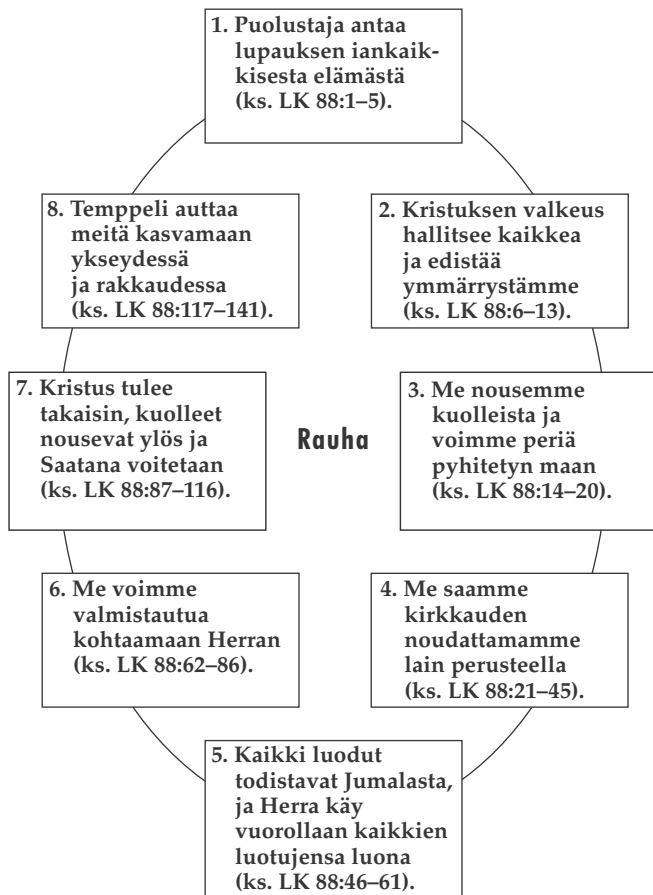 1. Puolustaja antaa
lupauksen iankaik-
kisesta elämästä
(ks. LK 88:1–5).
2. Kristuksen valkeus
hallitsee kaikkea
ja edistää
ymmärrystämme
(ks. LK 88:6–13).
3. Me nousemme
kuolleista ja
voimme periä
pyhitetyn maan
(ks. LK 88:14–20).
4. Me saamme
kirkkauden
noudattamamme
lain perusteella
(ks. LK 88:21–45).
5. Kaikki luodut
todistavat Jumalasta,
ja Herra käy
vuorollaan kaikkien
luotujensa luona
(ks. LK 88:46–61).
6. Me voimme
valmistautua
kohtaamaan Herran
(ks. LK 88:62–86).
7. Kristus tulee
takaisin, kuolleet
nousevat ylös ja
Saatana voitetaan
(ks. LK 88:87–116).
8. Temppeli auttaa
meitä kasvamaan
ykseydessä
ja rakkaudessa
(ks. LK 88:117–141).
Rauha